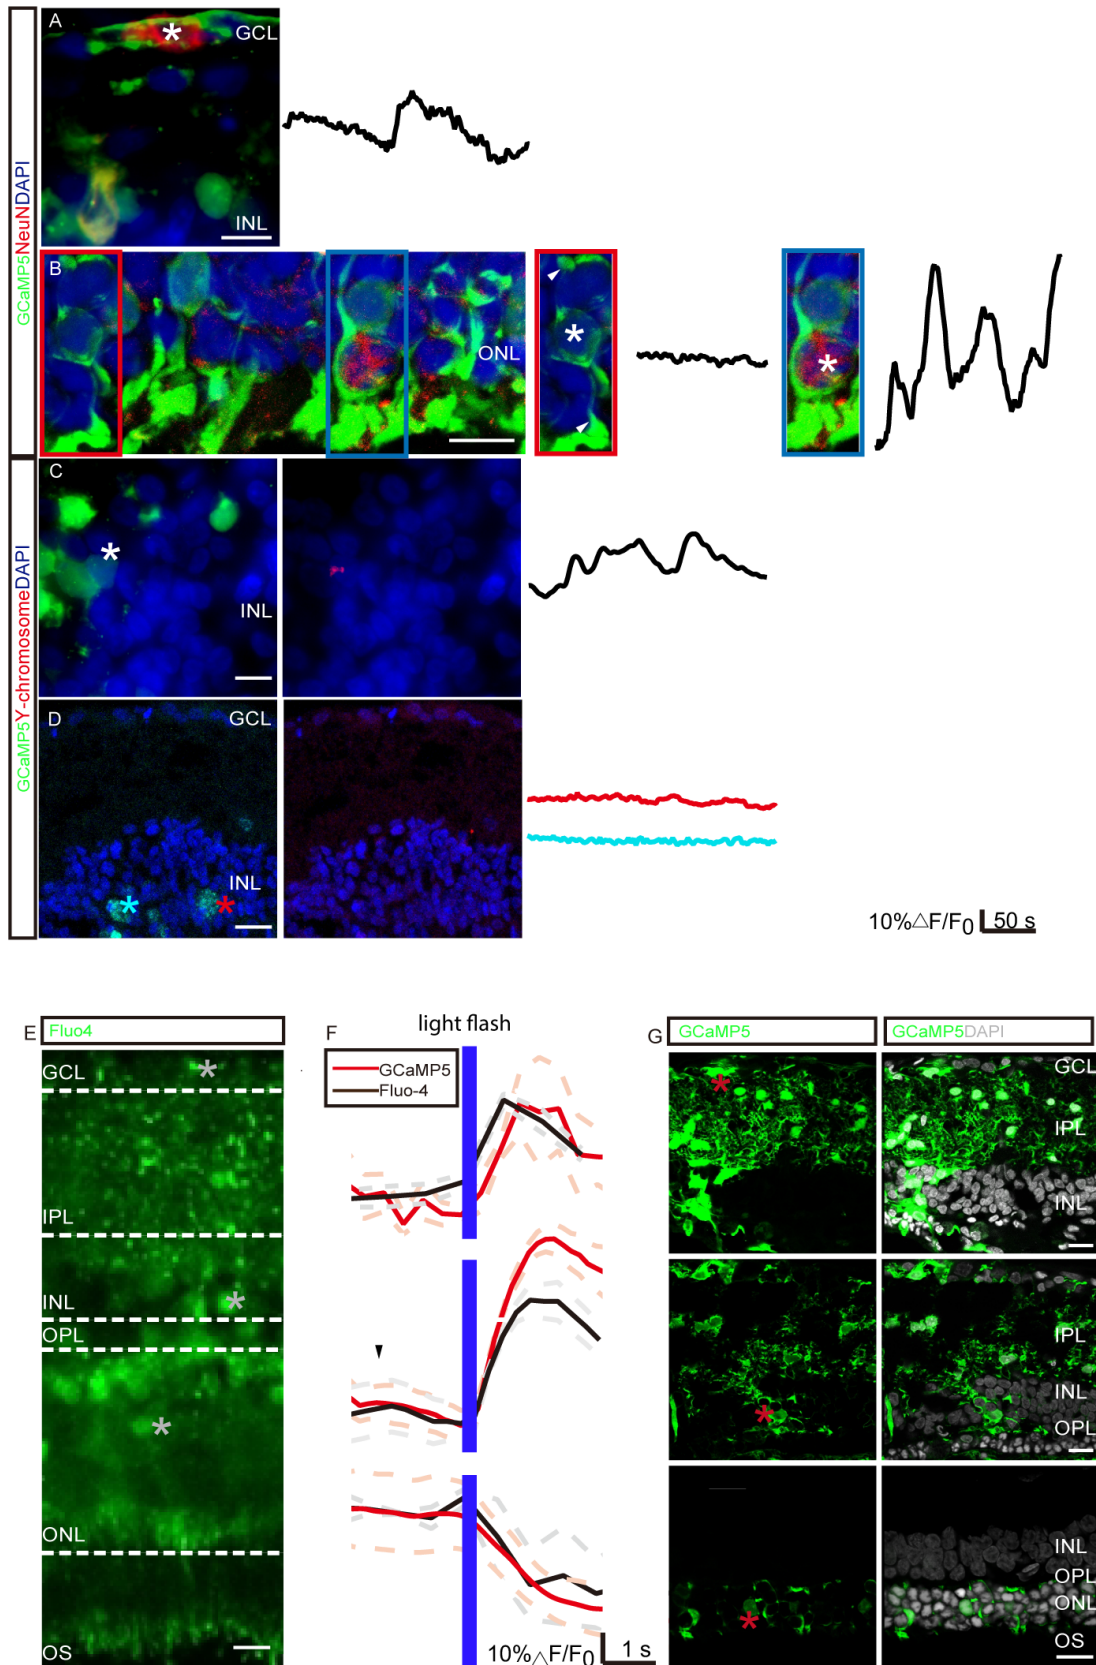 GCaMP5NeuNDAPI
A
GCL
INL
B
ONL
GCaMP5Y-chromosomeDAPI
C
INL
D
GCL
INL
10%△F/F0 50 s
E
Fluo4
GCL
IPL
INL
OPL
ONL
OS
F
light flash
GCaMP5
Fluo-4
10%△F/F0 1 s
G
GCaMP5
GCaMP5DAPI
GCL
IPL
INL
IPL
INL
OPL
INL
OPL
ONL
OS